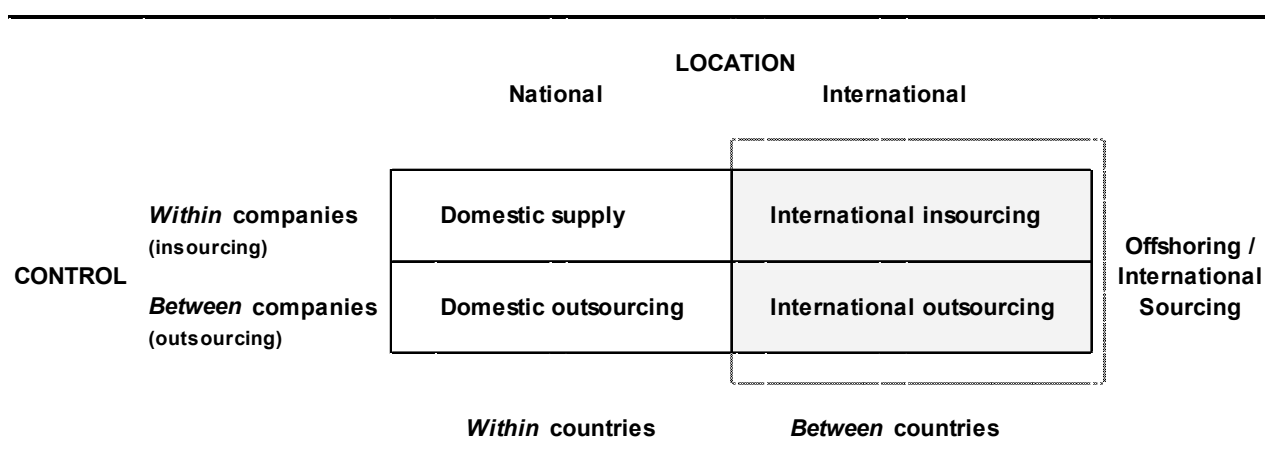 LOCATION
National International
Within companies
(insourcing)
Domestic supply
International insourcing
CONTROL
Between companies
(outsourcing)
Domestic outsourcing
International outsourcing
Offshoring /
International
Sourcing
Within countries Between countries